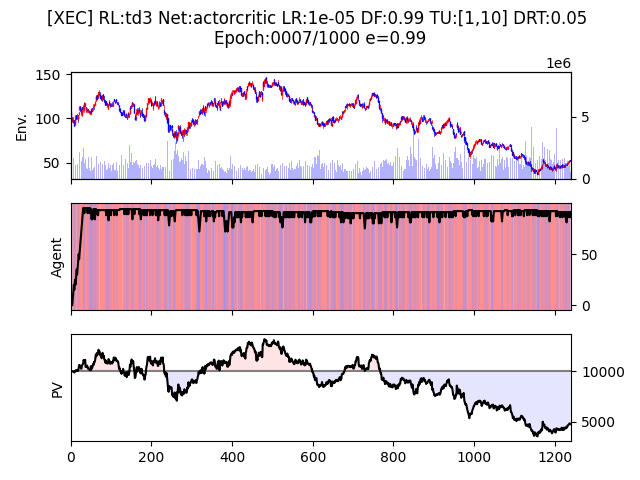 [XEC] RL:td3 Net:actorcritic LR:1e-05 DF:0.99 TU:[1,10] DRT:0.05
Epoch:0007/1000 e=0.99
1e6
150
100
50
Env.
5
0
Agent
50
0
PV
10000
5000
0 200 400 600 800 1000 1200